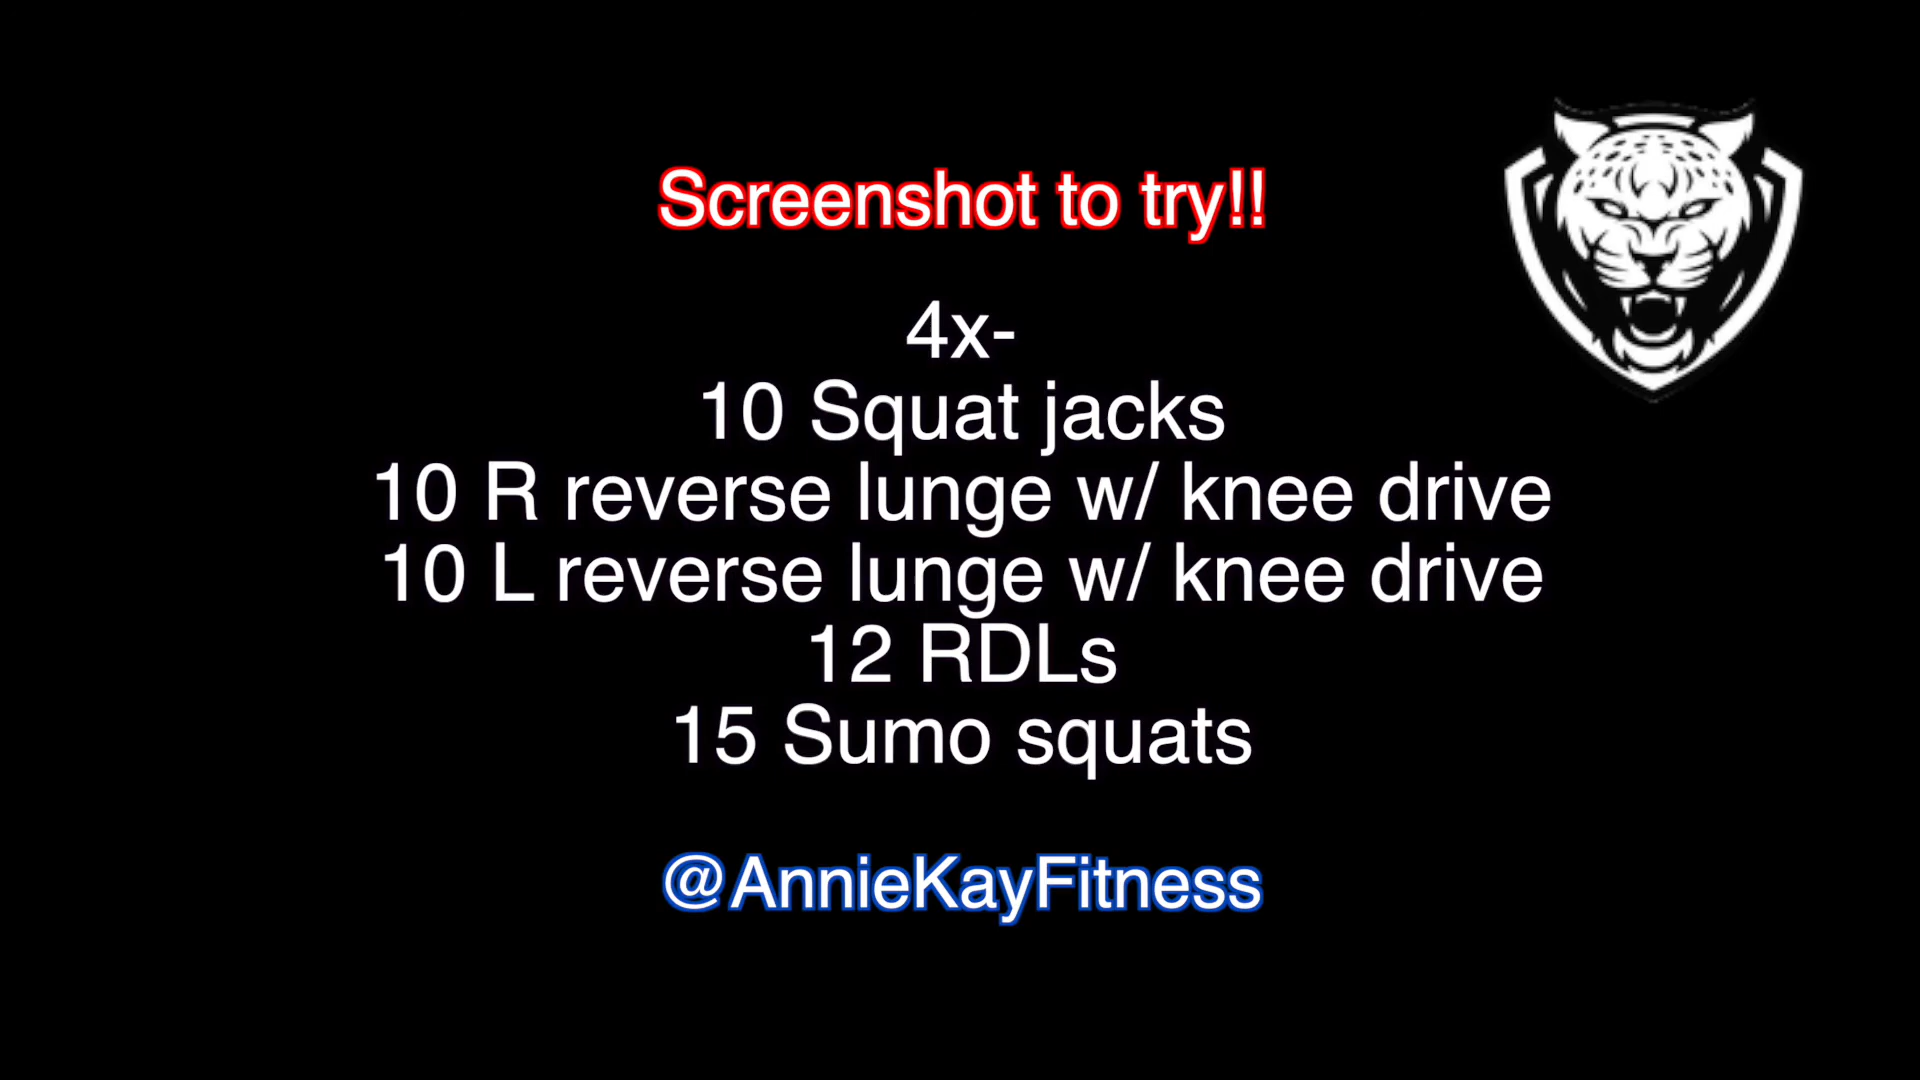 Screenshot to try!!
4x-
10 Squat jacks
10 R reverse lunge w/ knee drive
10 L reverse lunge w/ knee drive
12 RDLs
15 Sumo squats
@AnnieKayFitness